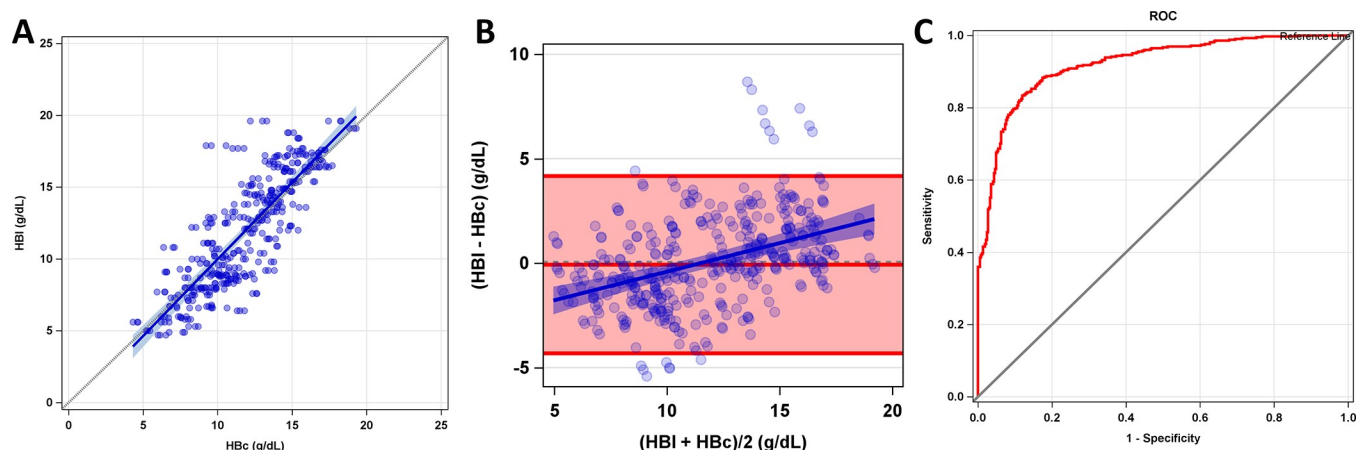 A
25
20
15
10
5
0
HBl (g/dL)
0 5 10 15 20 25
HBc (g/dL)
B
10
5
0
-5
(HBl - HBc) (g/dL)
5 10 15 20
(HBl + HBc)/2 (g/dL)
C
ROC
Reference Line
1.0
0.8
0.6
0.4
0.2
0.0
Sensitivity
0.0 0.2 0.4 0.6 0.8 1.0
1 - Specificity